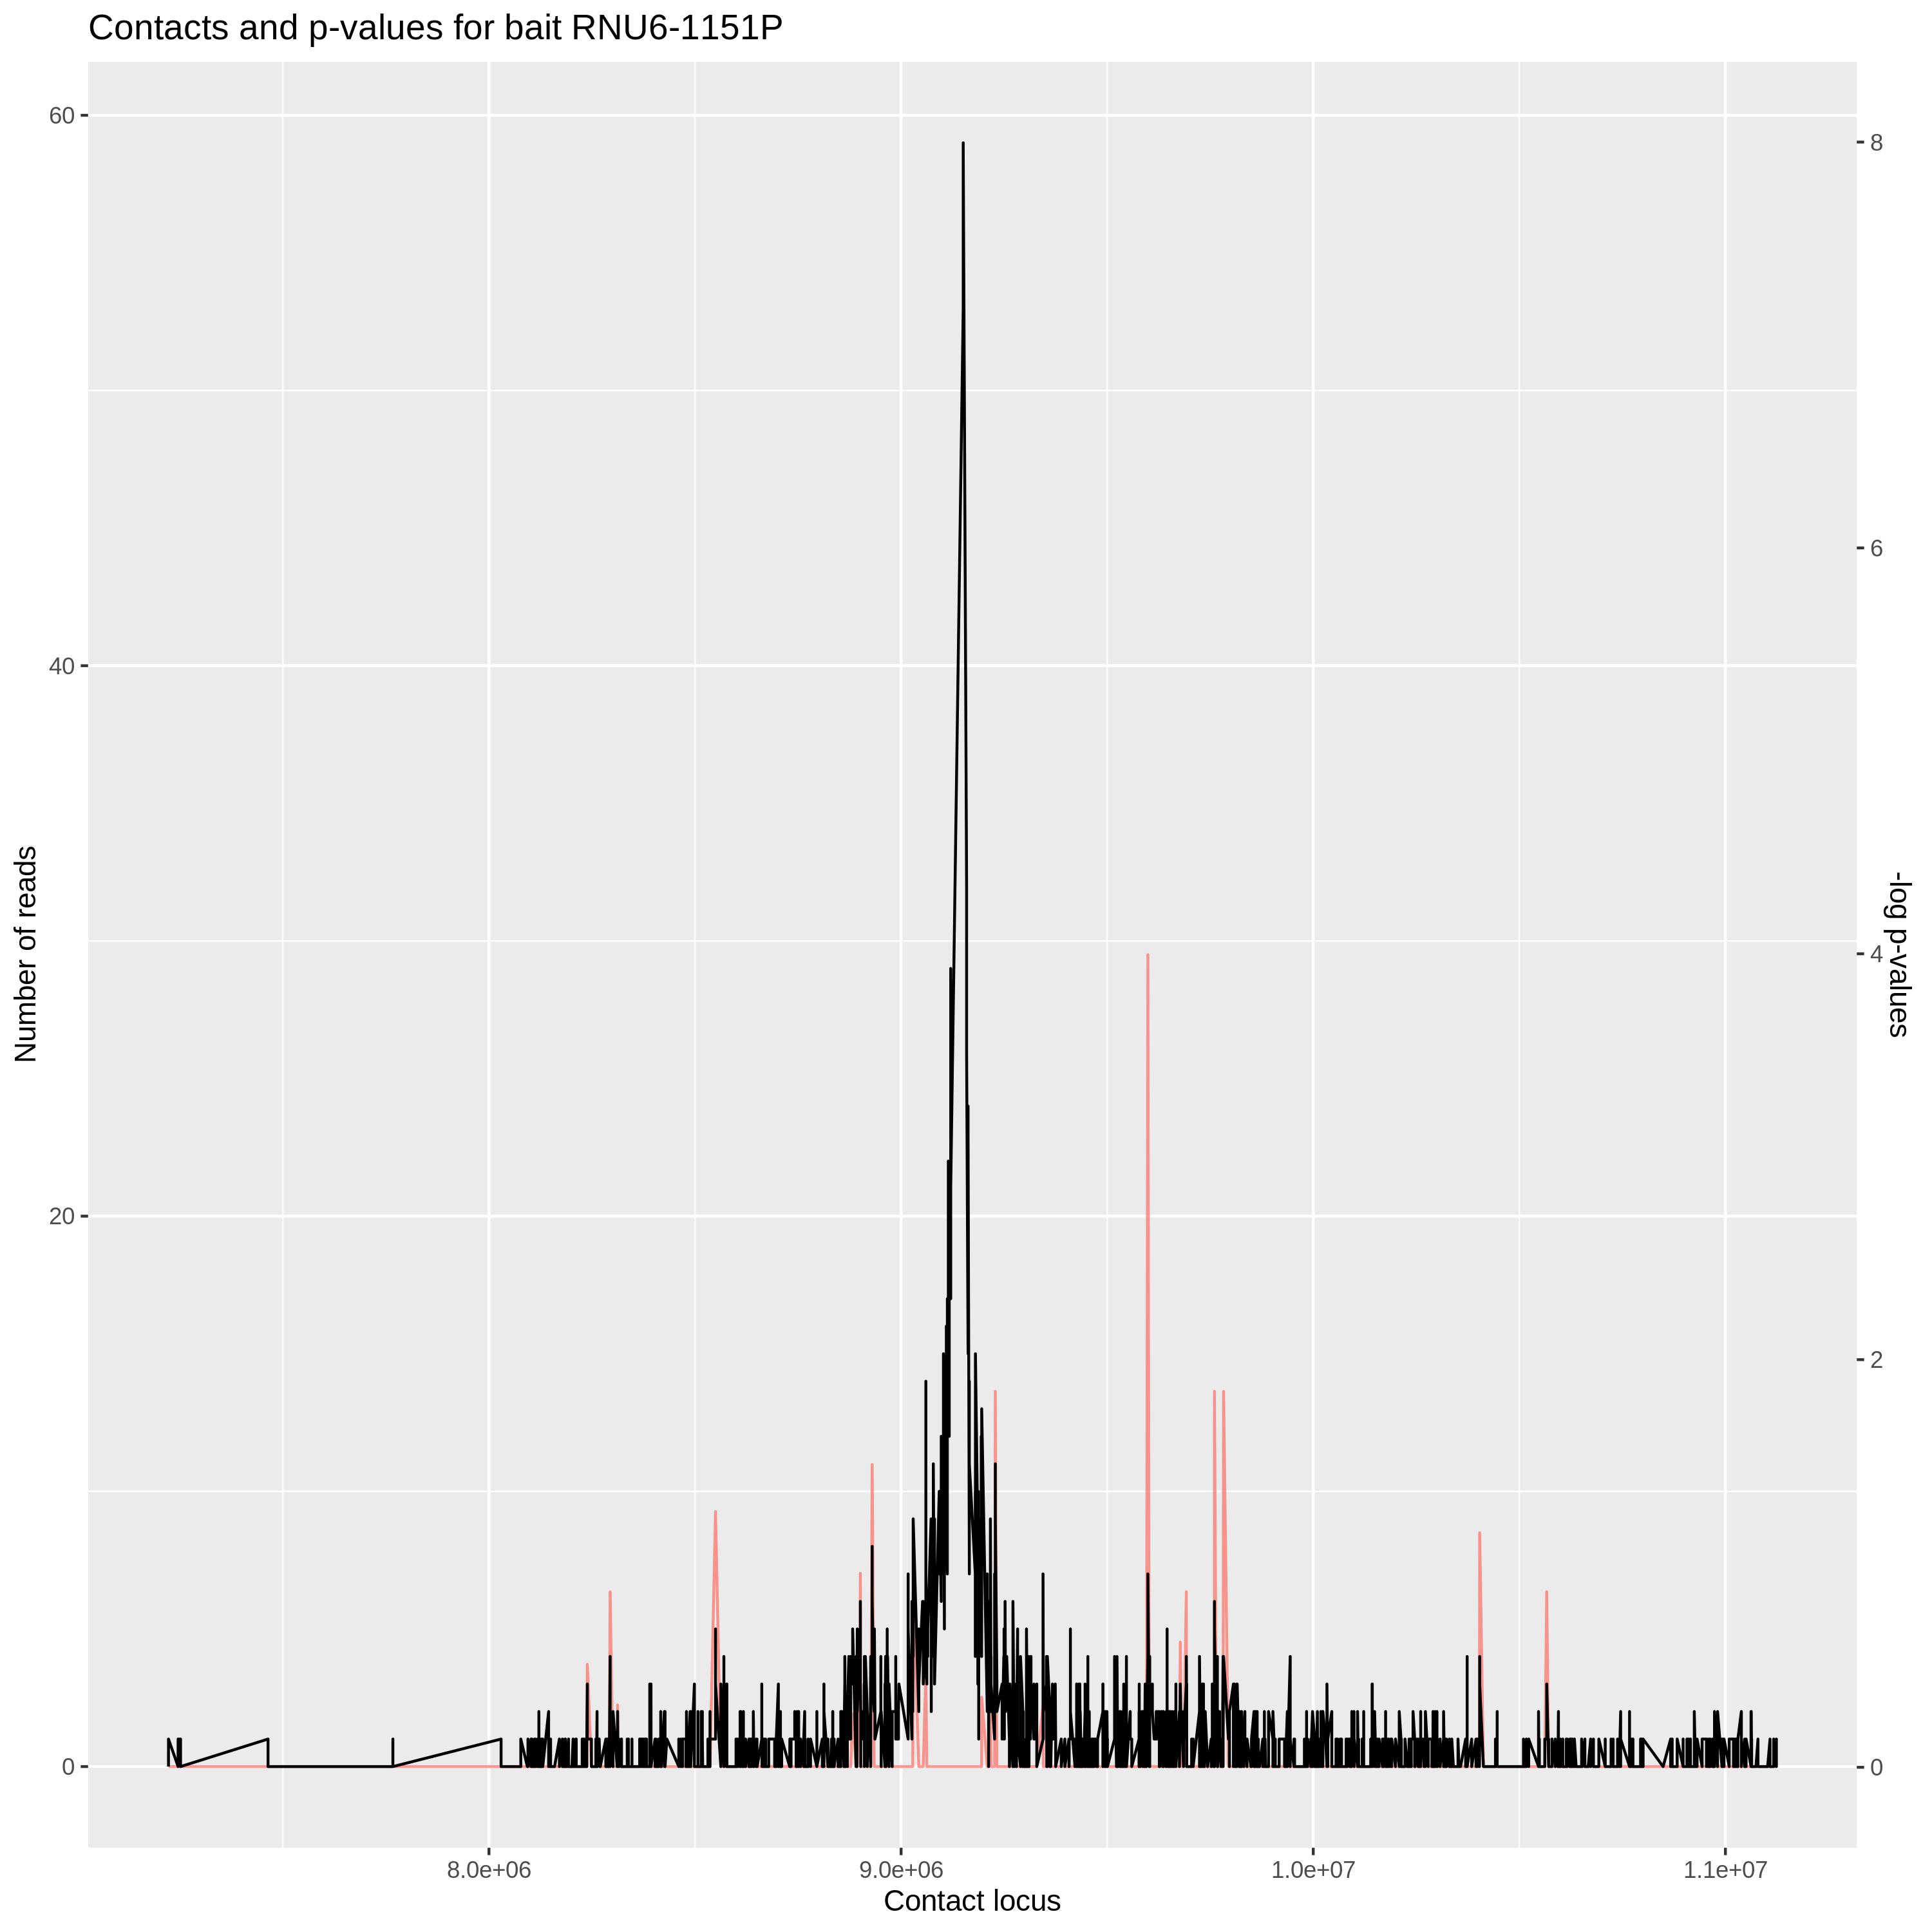 Contacts and p-values for bait RNU6-1151P
60
40
20
0
Number of reads
8
6
4
2
0
-log p-values
8.0e+06
9.0e+06
1.0e+07
1.1e+07
Contact locus